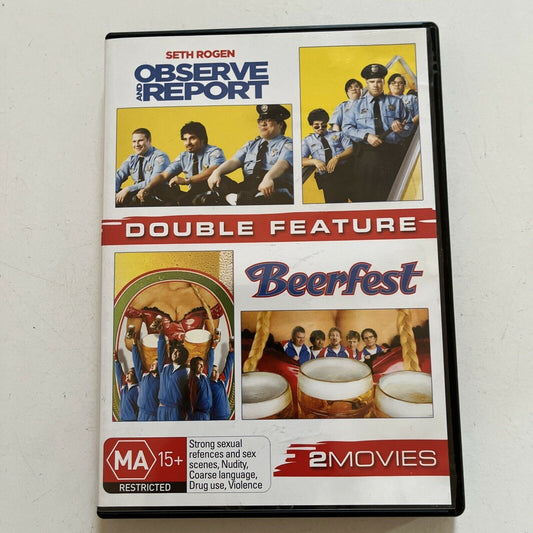 SETH ROGEN
OBSERVE
AND REPORT
DOUBLE FEATURE
Beerfest
MA 15+
RESTRICTED
Strong sexual
refences and sex
scenes, Nudity,
Coarse language,
Drug use, Violence
2MOVIES